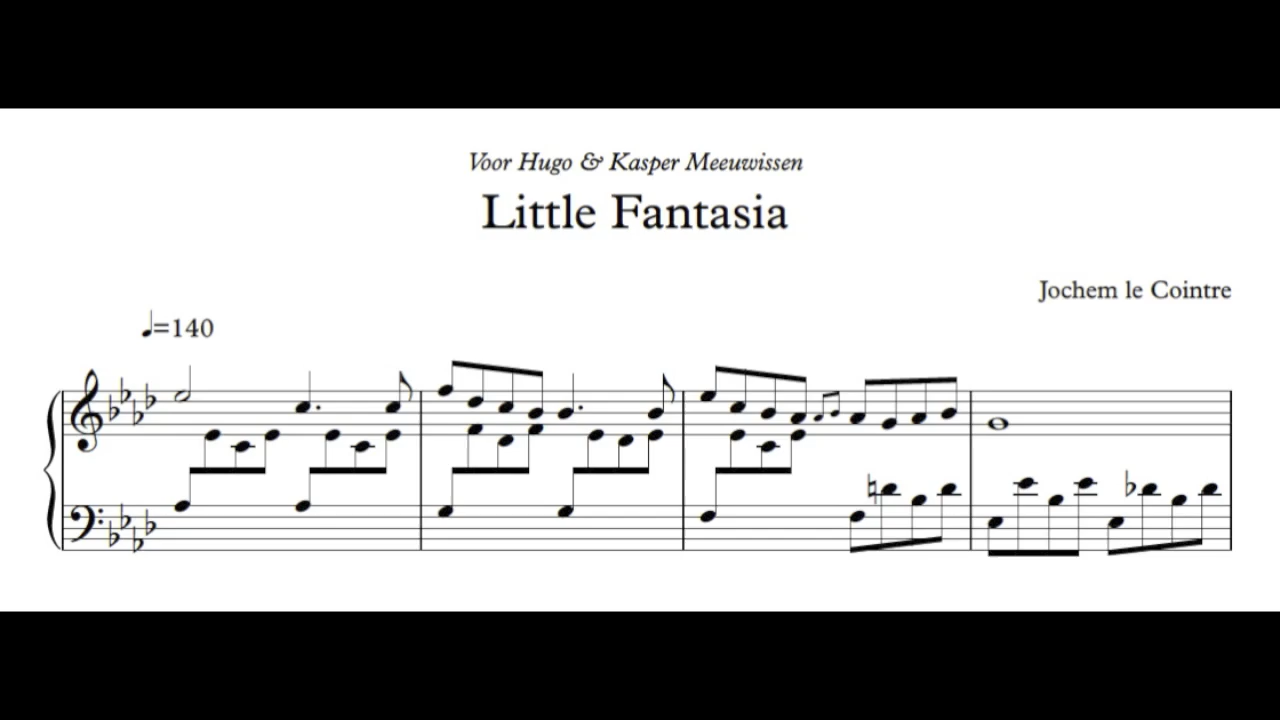 Voor Hugo & Kasper Meeuwissen
Little Fantasia
Jochem le Cointre
♩=140